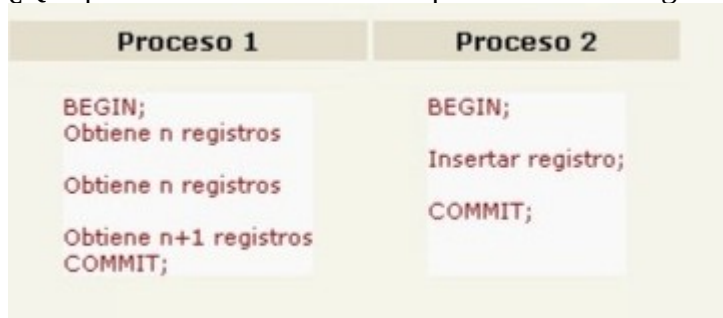 Proceso 1
Proceso 2
BEGIN;
Obtiene n registros
Obtiene n registros
Obtiene n+1 registros
COMMIT;
BEGIN;
Insertar registro;
COMMIT;